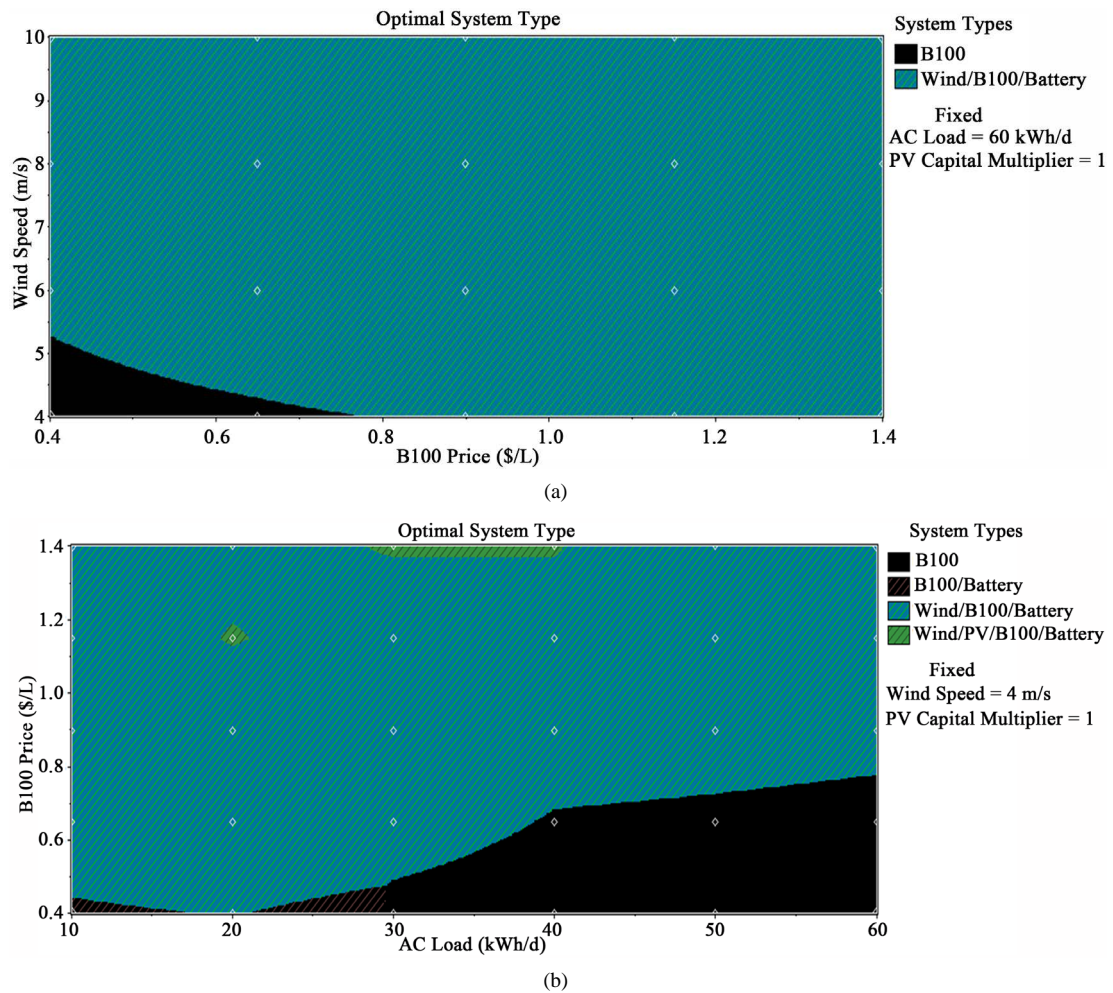 Optimal System Type
System Types
B100
Wind/B100/Battery
Fixed
AC Load = 60 kWh/d
PV Capital Multiplier = 1
Wind Speed (m/s)
10
9
8
7
6
5
4
0.4
0.6
0.8
1.0
1.2
1.4
B100 Price ($/L)
(a)
Optimal System Type
System Types
B100
B100/Battery
Wind/B100/Battery
Wind/PV/B100/Battery
Fixed
Wind Speed = 4 m/s
PV Capital Multiplier = 1
B100 Price ($/L)
1.4
1.2
1.0
0.8
0.6
0.4
10
20
30
40
50
60
AC Load (kWh/d)
(b)